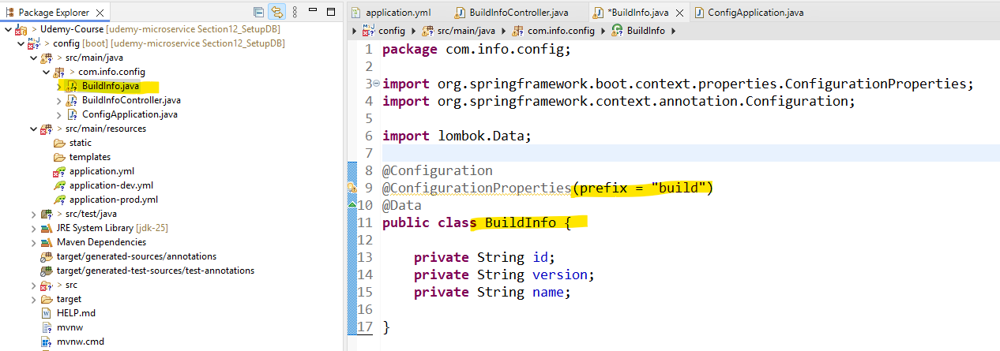 Package Explorer
Udemy-Course [udemy-microservice Section12_SetupDB]
config [boot] [udemy-microservice Section12_SetupDB]
src/main/java
com.info.config
BuildInfo.java
BuildInfoController.java
ConfigApplication.java
src/main/resources
static
templates
application.yml
application-dev.yml
application-prod.yml
src/test/java
JRE System Library [jdk-25]
Maven Dependencies
target/generated-sources/annotations
target/generated-test-sources/test-annotations
src
target
HELP.md
mvnw
mvnw.cmd
application.yml BuildInfoController.java *BuildInfo.java ConfigApplication.java
config src/main/java com.info.config BuildInfo
1 package com.info.config;
2
3 import org.springframework.boot.context.properties.ConfigurationProperties;
4 import org.springframework.context.annotation.Configuration;
5
6 import lombok.Data;
7
8 @Configuration
9 @ConfigurationProperties(prefix = "build")
10 @Data
11 public class BuildInfo {
12
13 private String id;
14 private String version;
15 private String name;
16
17 }